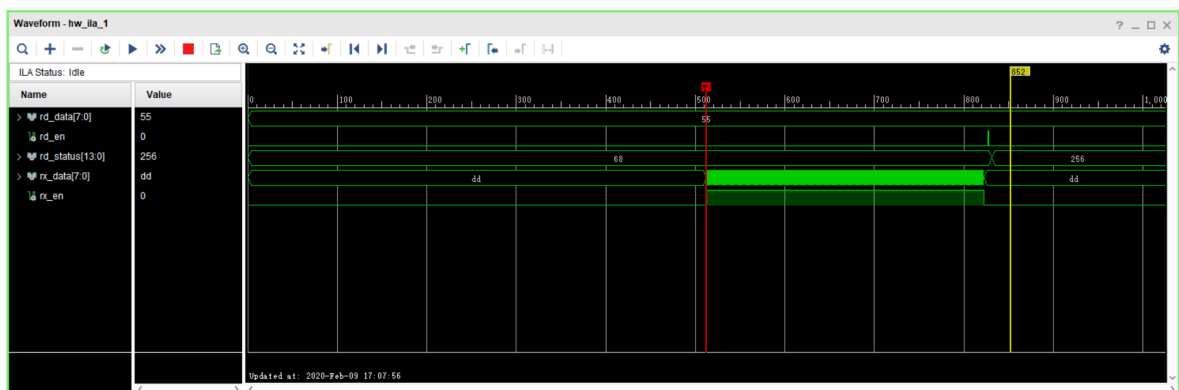 Waveform - hw_ila_1
? _ □ ×
ILA Status: Idle
852
Name Value
0 100 200 300 400 500 600 700 800 900 1,000
rd_data[7:0] 55 55
rd_en 0
rd_status[13:0] 256 68 256
rx_data[7:0] dd dd dd
rx_en 0
Updated at: 2020-Feb-09 17:07:56